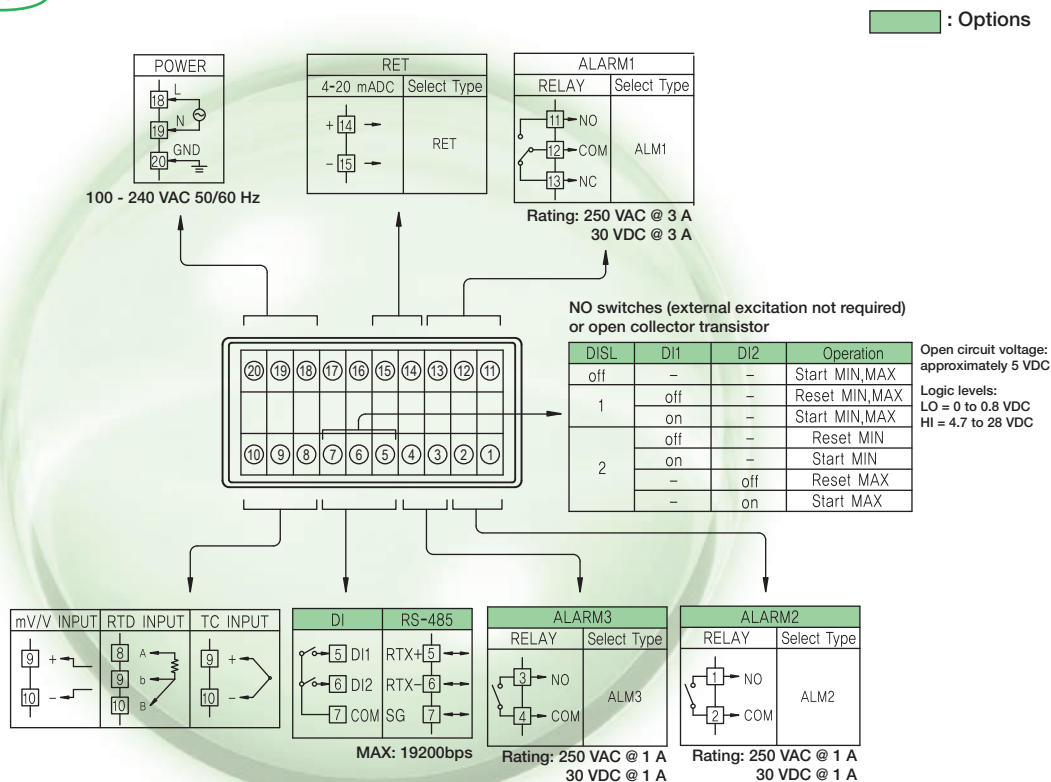 : Options
POWER
18 L
19 N
20 GND
100 - 240 VAC 50/60 Hz
RET
4-20 mADC Select Type
+ 14
- 15
RET
ALARM1
RELAY Select Type
11 NO
12 COM
13 NC
ALM1
Rating: 250 VAC @ 3 A
30 VDC @ 3 A
NO switches (external excitation not required)
or open collector transistor
DISL DI1 DI2 Operation
off – – Start MIN,MAX
1 off – Reset MIN,MAX
on – Start MIN,MAX
2 off – Reset MIN
on – Start MIN
– off Reset MAX
– on Start MAX
Open circuit voltage:
approximately 5 VDC
Logic levels:
LO = 0 to 0.8 VDC
HI = 4.7 to 28 VDC
20 19 18 17 16 15 14 13 12 11
10 9 8 7 6 5 4 3 2 1
mV/V INPUT RTD INPUT TC INPUT
9 +
10 -
8 A
9 b
10 B
9 +
10 -
DI RS-485
5 DI1 RTX+ 5
6 DI2 RTX- 6
7 COM SG 7
MAX: 19200bps
ALARM3
RELAY Select Type
3 NO
4 COM
ALM3
Rating: 250 VAC @ 1 A
30 VDC @ 1 A
ALARM2
RELAY Select Type
1 NO
2 COM
ALM2
Rating: 250 VAC @ 1 A
30 VDC @ 1 A